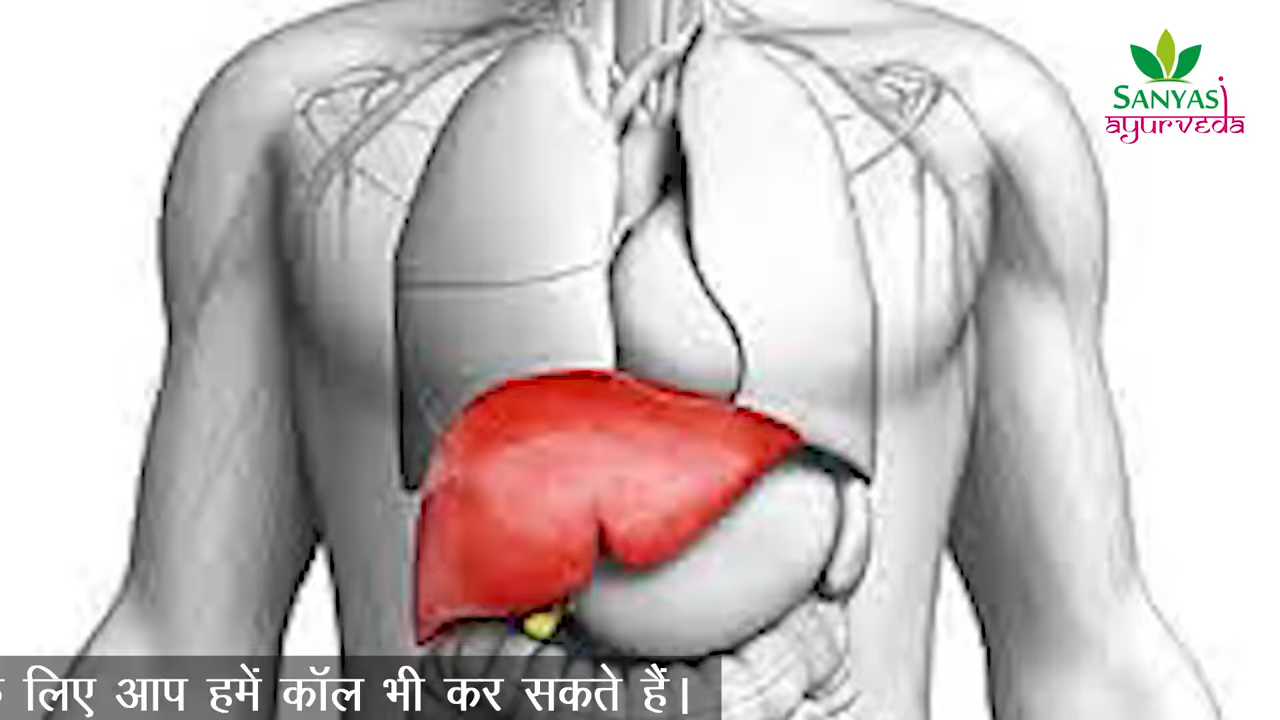 SANYASI
ayurveda
लिए आप हमें कॉल भी कर सकते हैं।